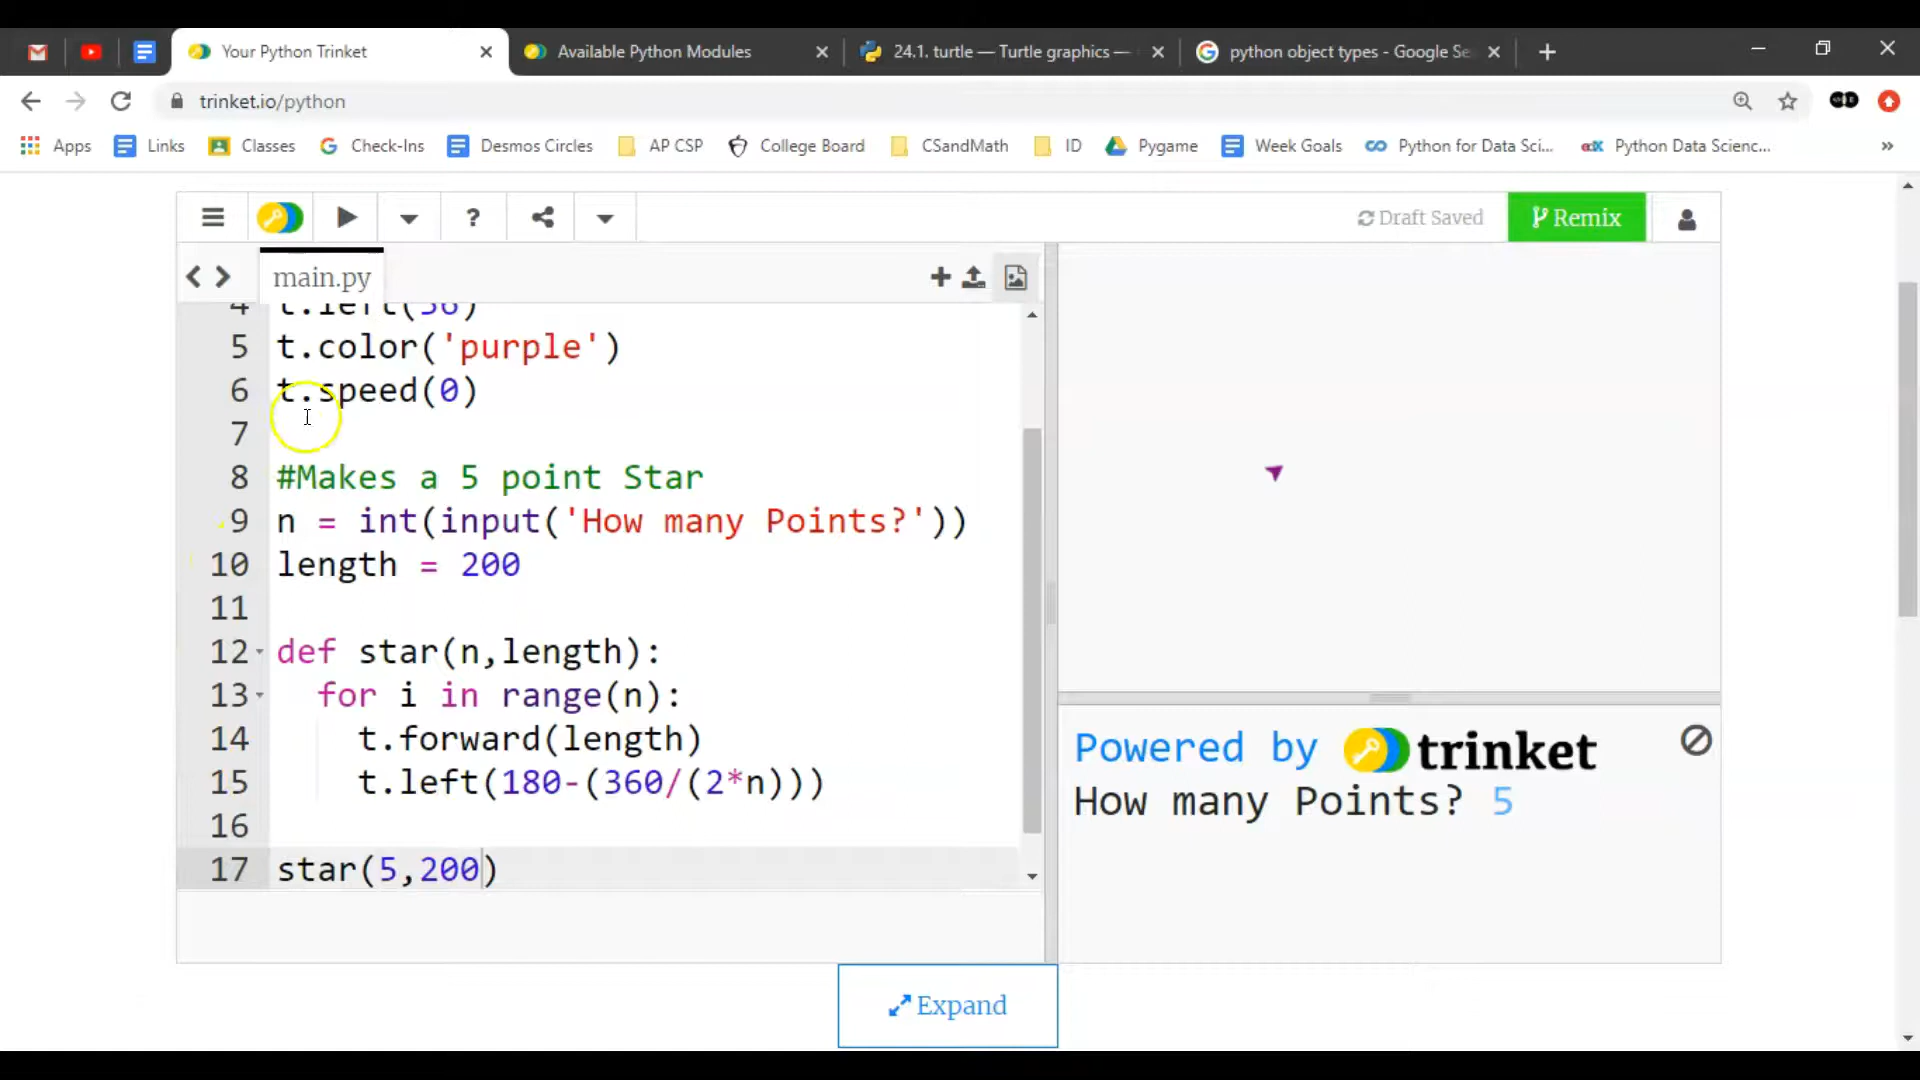 Your Python Trinket
Available Python Modules
24.1. turtle — Turtle graphics —
python object types - Google Se
trinket.io/python
Apps
Links
Classes
Check-Ins
Desmos Circles
AP CSP
College Board
CSandMath
ID
Pygame
Week Goals
Python for Data Sci...
edX Python Data Scienc...
?
Draft Saved
Remix
main.py
4 t.left(36)
5 t.color('purple')
6 t.speed(0)
7
8 #Makes a 5 point Star
9 n = int(input('How many Points?'))
10 length = 200
11
12 def star(n,length):
13 for i in range(n):
14 t.forward(length)
15 t.left(180-(360/(2*n)))
16
17 star(5,200)
Powered by trinket
How many Points? 5
Expand